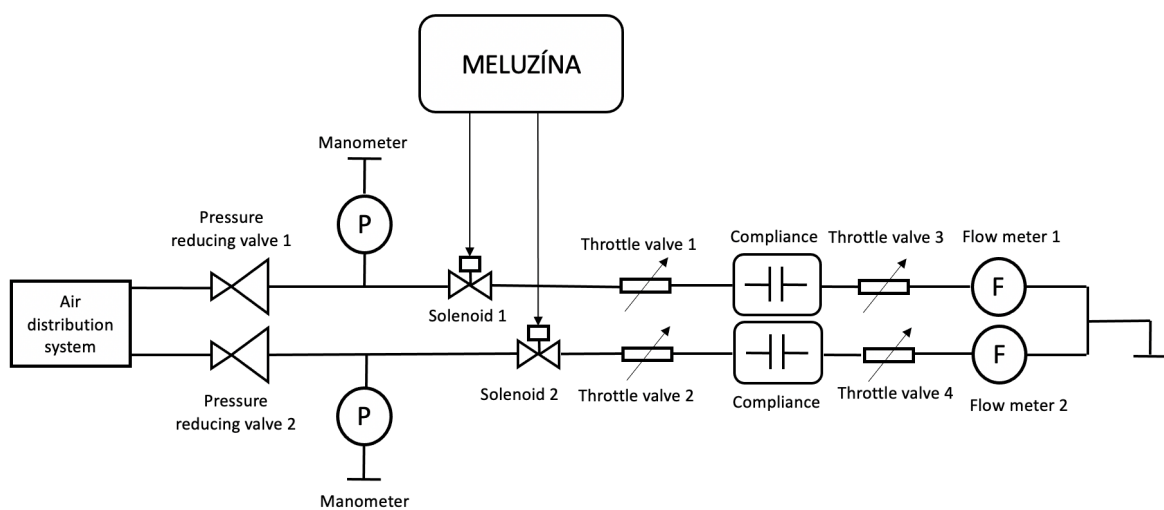 MELUZÍNA
Manometer
P
Pressure
reducing valve 1
Throttle valve 1
Compliance
Throttle valve 3
Flow meter 1
Air
distribution
system
Solenoid 1
F
Solenoid 2
Throttle valve 2
Compliance
Throttle valve 4
F
Flow meter 2
Pressure
reducing valve 2
P
Manometer